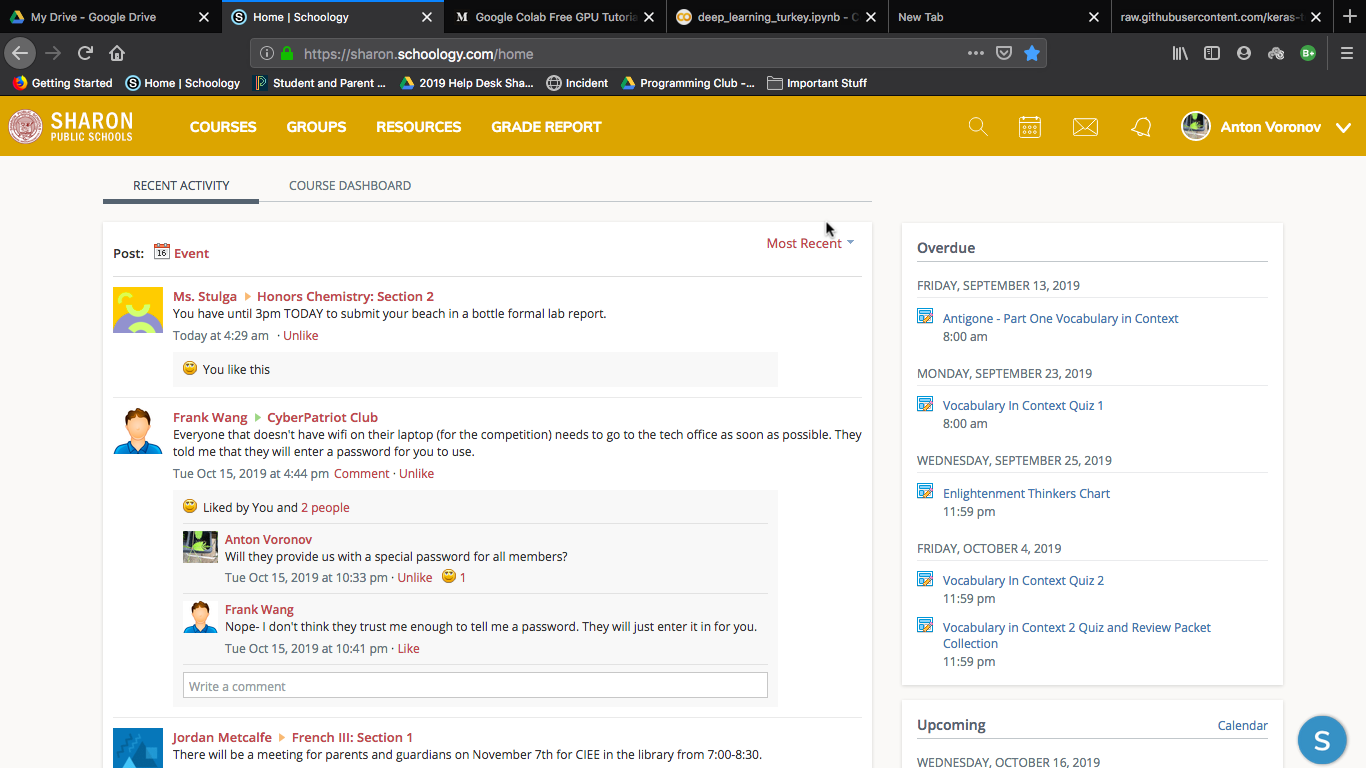 My Drive - Google Drive
Home | Schoology
Google Colab Free GPU Tutoria
deep_learning_turkey.ipynb - C
New Tab
raw.githubusercontent.com/keras-t
https://sharon.schoology.com/home
Getting Started
Home | Schoology
Student and Parent ...
2019 Help Desk Sha...
Incident
Programming Club -...
Important Stuff
B+
SHARON
PUBLIC SCHOOLS
COURSES
GROUPS
RESOURCES
GRADE REPORT
Anton Voronov
RECENT ACTIVITY
COURSE DASHBOARD
Post: 16 Event
Most Recent
Ms. Stulga Honors Chemistry: Section 2
You have until 3pm TODAY to submit your beach in a bottle formal lab report.
Today at 4:29 am · Unlike
You like this
Frank Wang CyberPatriot Club
Everyone that doesn't have wifi on their laptop (for the competition) needs to go to the tech office as soon as possible. They
told me that they will enter a password for you to use.
Tue Oct 15, 2019 at 4:44 pm Comment · Unlike
Liked by You and 2 people
Anton Voronov
Will they provide us with a special password for all members?
Tue Oct 15, 2019 at 10:33 pm · Unlike 1
Frank Wang
Nope- I don't think they trust me enough to tell me a password. They will just enter it in for you.
Tue Oct 15, 2019 at 10:41 pm · Like
Write a comment
Jordan Metcalfe French III: Section 1
There will be a meeting for parents and guardians on November 7th for CIEE in the library from 7:00-8:30.
Overdue
FRIDAY, SEPTEMBER 13, 2019
Antigone - Part One Vocabulary in Context
8:00 am
MONDAY, SEPTEMBER 23, 2019
Vocabulary In Context Quiz 1
8:00 am
WEDNESDAY, SEPTEMBER 25, 2019
Enlightenment Thinkers Chart
11:59 pm
FRIDAY, OCTOBER 4, 2019
Vocabulary In Context Quiz 2
11:59 pm
Vocabulary in Context 2 Quiz and Review Packet
Collection
11:59 pm
Upcoming
Calendar
WEDNESDAY, OCTOBER 16, 2019
S